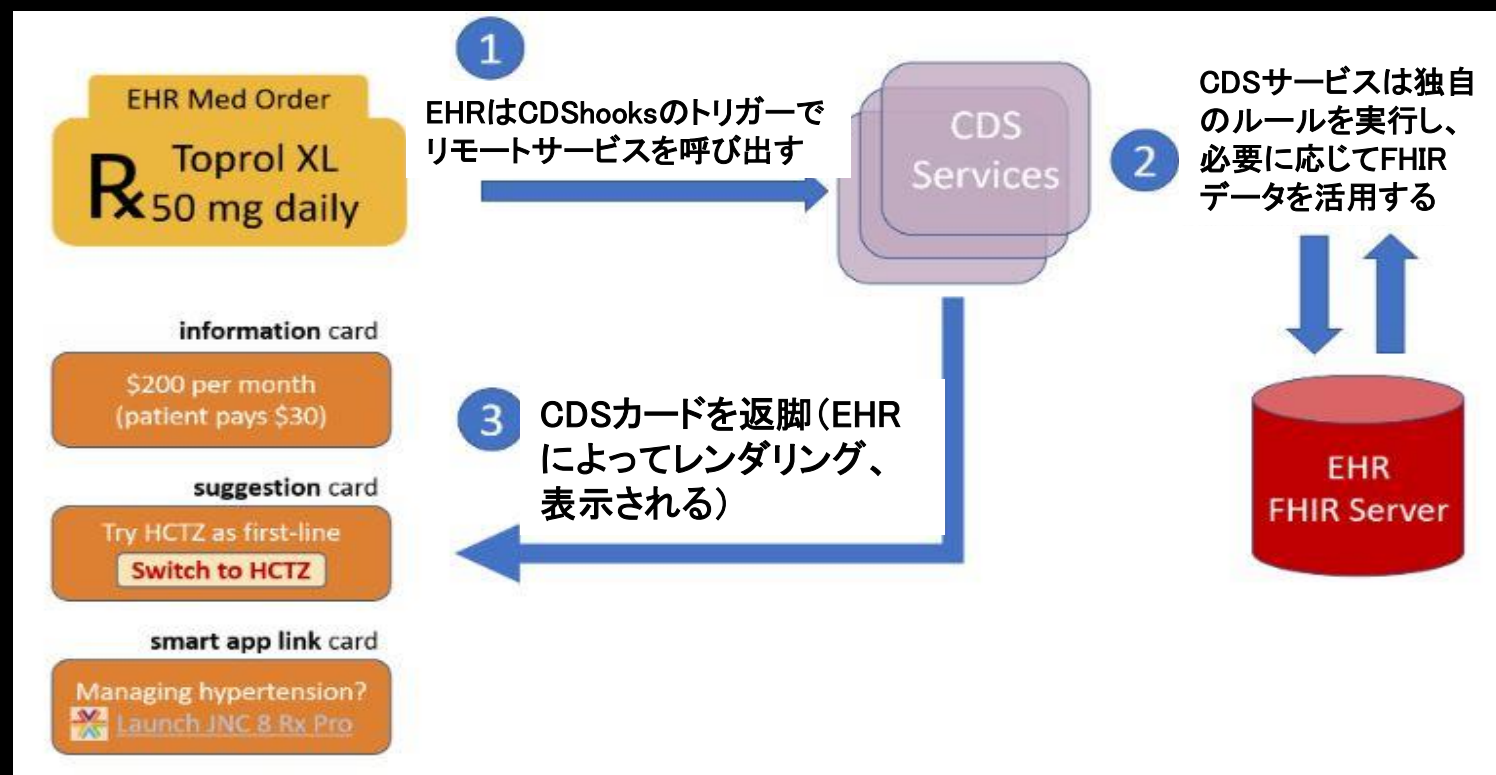 EHR Med Order
Rx Toprol XL
50 mg daily
1
EHRはCDShooksのトリガーで
リモートサービスを呼び出す
CDS
Services
2
CDSサービスは独自
のルールを実行し、
必要に応じてFHIR
データを活用する
EHR
FHIR Server
3
CDSカードを返脚（EHR
によってレンダリング、
表示される）
information card
$200 per month
(patient pays $30)
suggestion card
Try HCTZ as first-line
Switch to HCTZ
smart app link card
Managing hypertension?
Launch JNC 8 Rx Pro